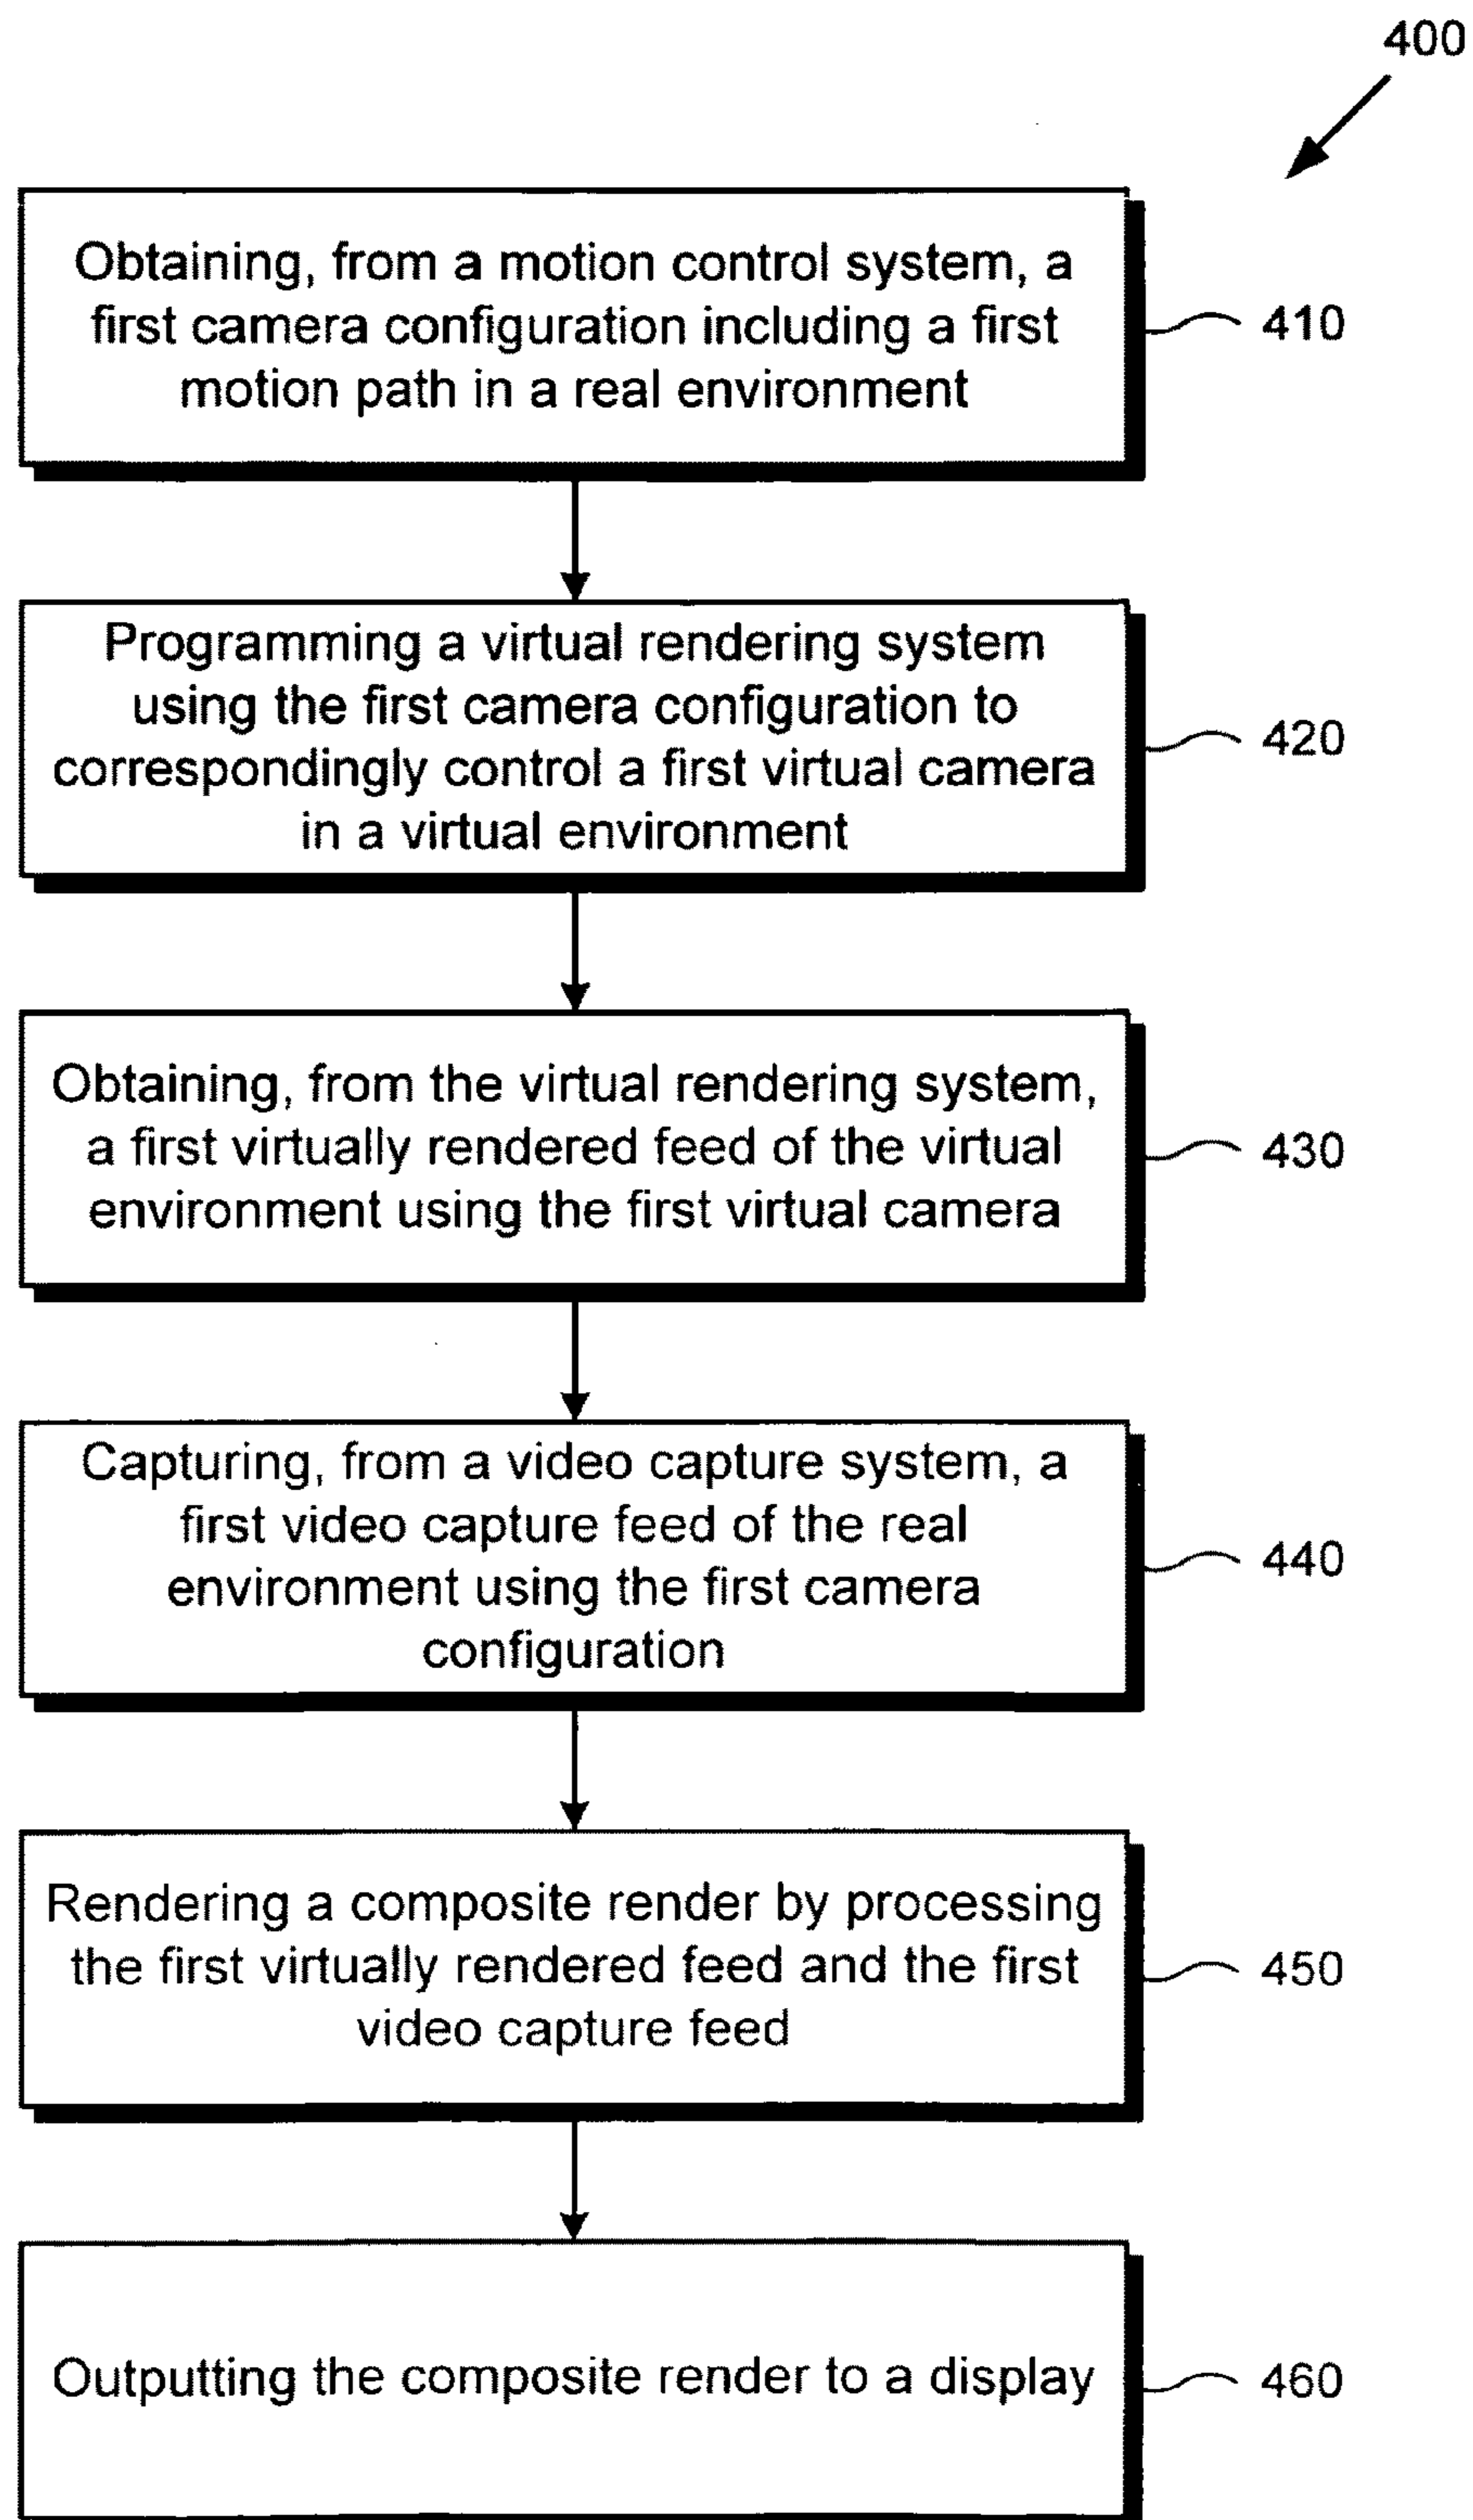 400
Obtaining, from a motion control system, a
first camera configuration including a first
motion path in a real environment
410
Programming a virtual rendering system
using the first camera configuration to
correspondingly control a first virtual camera
in a virtual environment
420
Obtaining, from the virtual rendering system,
a first virtually rendered feed of the virtual
environment using the first virtual camera
430
Capturing, from a video capture system, a
first video capture feed of the real
environment using the first camera
configuration
440
Rendering a composite render by processing
the first virtually rendered feed and the first
video capture feed
450
Outputting the composite render to a display
460